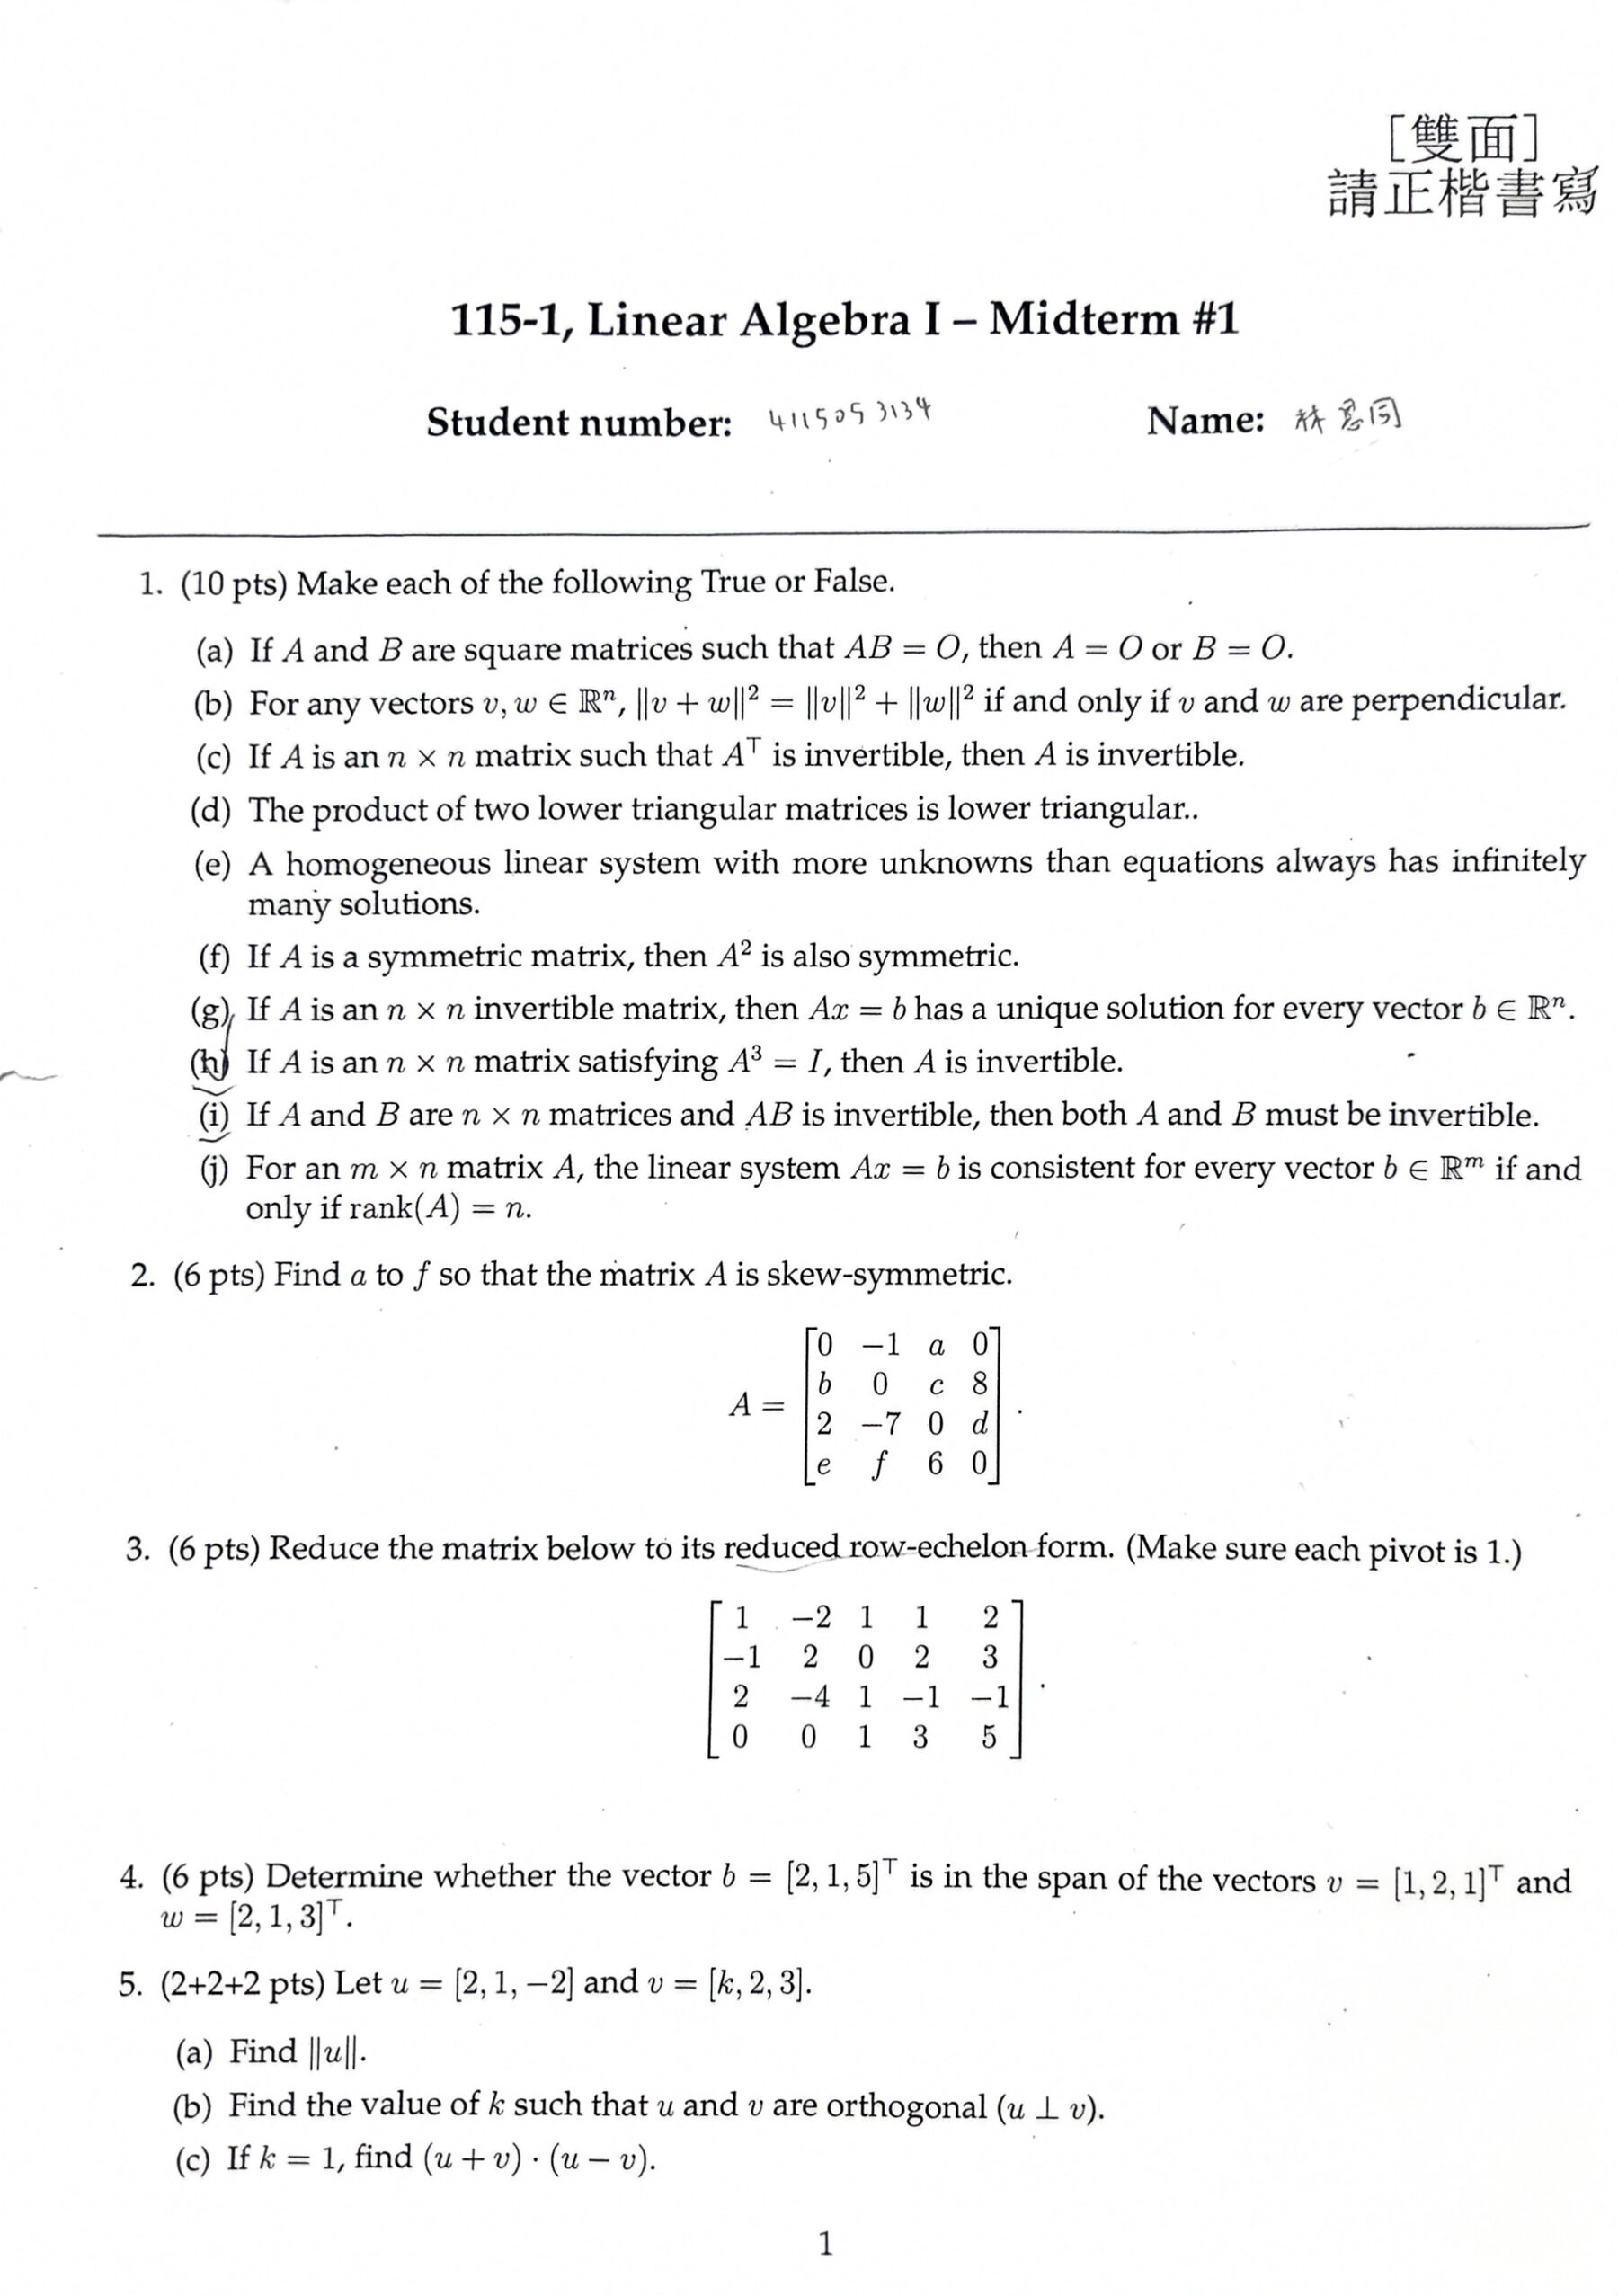 [雙面]
請正楷書寫
115-1, Linear Algebra I – Midterm #1
Student number: 4115053134 Name: 林 同
1. (10 pts) Make each of the following True or False.
(a) If A and B are square matrices such that AB = O, then A = O or B = O.
(b) For any vectors v, w ∈ ℝⁿ, ||v + w||² = ||v||² + ||w||² if and only if v and w are perpendicular.
(c) If A is an n × n matrix such that A⊤ is invertible, then A is invertible.
(d) The product of two lower triangular matrices is lower triangular..
(e) A homogeneous linear system with more unknowns than equations always has infinitely
many solutions.
(f) If A is a symmetric matrix, then A² is also symmetric.
(g) If A is an n × n invertible matrix, then Ax = b has a unique solution for every vector b ∈ ℝⁿ.
(h) If A is an n × n matrix satisfying A³ = I, then A is invertible.
(i) If A and B are n × n matrices and AB is invertible, then both A and B must be invertible.
(j) For an m × n matrix A, the linear system Ax = b is consistent for every vector b ∈ ℝᵐ if and
only if rank(A) = n.
2. (6 pts) Find a to f so that the matrix A is skew-symmetric.
A = [0 −1 a 0
b 0 c 8
2 −7 0 d
e f 6 0].
3. (6 pts) Reduce the matrix below to its reduced row-echelon form. (Make sure each pivot is 1.)
[1 −2 1 1 2
−1 2 0 2 3
2 −4 1 −1 −1
0 0 1 3 5].
4. (6 pts) Determine whether the vector b = [2, 1, 5]⊤ is in the span of the vectors v = [1, 2, 1]⊤ and
w = [2, 1, 3]⊤.
5. (2+2+2 pts) Let u = [2, 1, −2] and v = [k, 2, 3].
(a) Find ||u||.
(b) Find the value of k such that u and v are orthogonal (u ⊥ v).
(c) If k = 1, find (u + v) · (u − v).
1